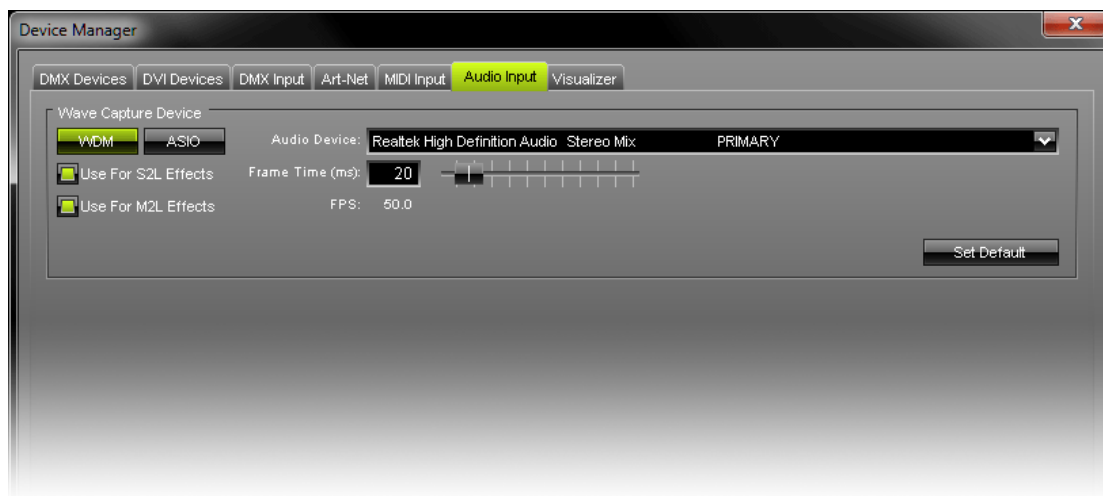 Device Manager
DMX Devices DVI Devices DMX Input Art-Net MIDI Input Audio Input Visualizer
Wave Capture Device
WDM ASIO Audio Device: Realtek High Definition Audio Stereo Mix PRIMARY
Use For S2L Effects Frame Time (ms): 20
Use For M2L Effects FPS: 50.0
Set Default